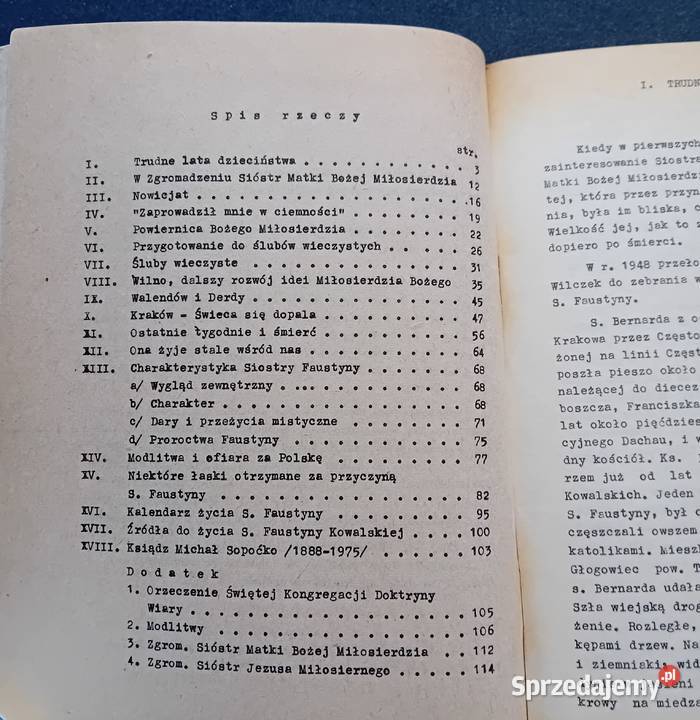 Spis rzeczy
str.
I. Trudne lata dzieciństwa . . . . . . . . . . . . 3
II. W Zgromadzeniu Sióstr Matki Bożej Miłosierdzia 12
III. Nowicjat . . . . . . . . . . . . . . . . . . . 16
IV. "Zaprowadził mnie w ciemności" . . . . . . . . 19
V. Powiernica Bożego Miłosierdzia . . . . . . . . 22
VI. Przygotowanie do ślubów wieczystych . . . . . . 26
VII. Śluby wieczyste . . . . . . . . . . . . . . . . 31
VIII. Wilno, dalszy rozwój idei Miłosierdzia Bożego 35
IX. Walendów i Derdy . . . . . . . . . . . . . . . 45
X. Kraków - Świeca się dopala . . . . . . . . . . 47
XI. Ostatnie tygodnie i śmierć . . . . . . . . . . 56
XII. Ona żyje stale wśród nas . . . . . . . . . . . 64
XIII. Charakterystyka Siostry Faustyny . . . . . . . 68
a/ Wygląd zewnętrzny . . . . . . . . . . . . . 68
b/ Charakter . . . . . . . . . . . . . . . . . 68
c/ Dary i przeżycia mistyczne . . . . . . . . . 71
d/ Proroctwa Faustyny . . . . . . . . . . . . . 75
XIV. Modlitwa i ofiara za Polskę . . . . . . . . . . 77
XV. Niektóre łaski otrzymane za przyczyną
S. Faustyny . . . . . . . . . . . . . . . . . . 82
XVI. Kalendarz życia S. Faustyny . . . . . . . . . . 95
XVII. Źródła do życia S. Faustyny Kowalskiej . . . . 100
XVIII. Ksiądz Michał Sopoćko /1888-1975/ . . . . . . . 103
Dodatek
1. Orzeczenie Świętej Kongregacji Doktryny
Wiary . . . . . . . . . . . . . . . . . . . 105
2. Modlitwy . . . . . . . . . . . . . . . . . . 106
3. Zgrom. Sióstr Matki Bożej Miłosierdzia . . . 112
4. Zgrom. Sióstr Jezusa Miłosiernego . . . . . . 114
I. TRUDN
Kiedy w pierwszych
zainteresowanie Siostrą
Matki Bożej Miłosierdz
tej, która przez przyn
nia, była im bliska, c
Wielkość jej, jak to z
dopiero po śmierci.
W r. 1948 przeło
Wilczek do zebrania w
S. Faustyny.
S. Bernarda z o
Krakowa przez Często
żonej na linii Częst
poszła pieszo około
należącej do diecez
boszcza, Franciszka
lat około pięćdzies
cyjnego Dachau, i w
dny kościół. Ks.
rzem już od lat
Kowalskich. Jeden
S. Faustyny, był
częszczali owszem
katolikami. Miesz
Głogowiec pow. T
s. Bernarda udała
Szła wiejską drog
żenie. Rozległe,
kępami drzew. Na
i ziemniaki, wid
krowy na miedza
Sprzedajemy.pl